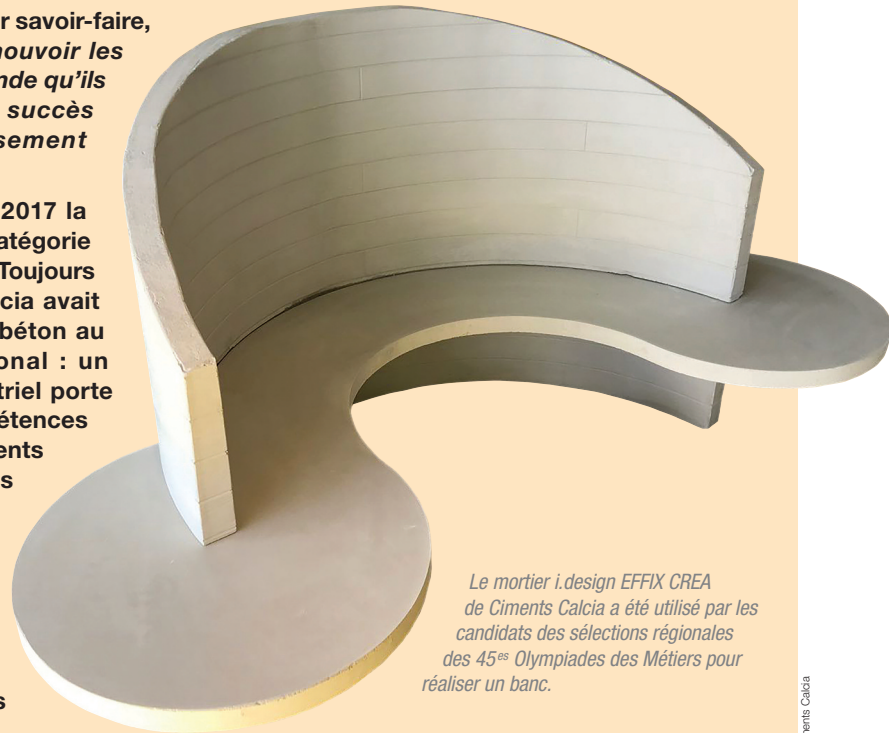 r savoir-faire,
nouvoir les
nde qu'ils
succès
sement
2017 la
atégorie
Toujours
cia avait
béton au
onal : un
triel porte
étences
ents
s
s
Le mortier i.design EFFIX CREA
de Ciments Calcia a été utilisé par les
candidats des sélections régionales
des 45es Olympiades des Métiers pour
réaliser un banc.
ments Calcia